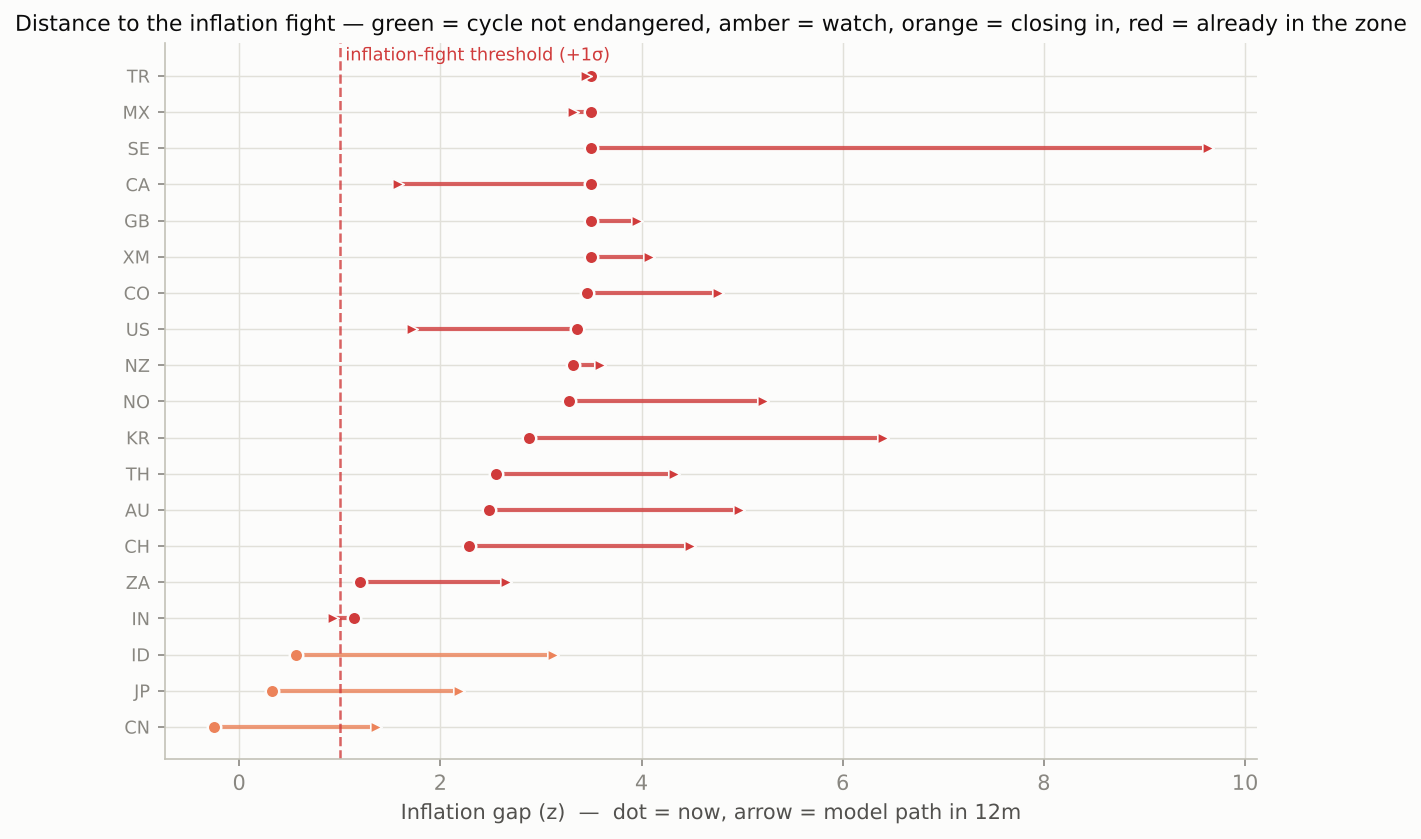 Distance to the inflation fight — green = cycle not endangered, amber = watch, orange = closing in, red = already in the zone
inflation-fight threshold (+1σ)
TR
MX
SE
CA
GB
XM
CO
US
NZ
NO
KR
TH
AU
CH
ZA
IN
ID
JP
CN
0 2 4 6 8 10
Inflation gap (z) — dot = now, arrow = model path in 12m